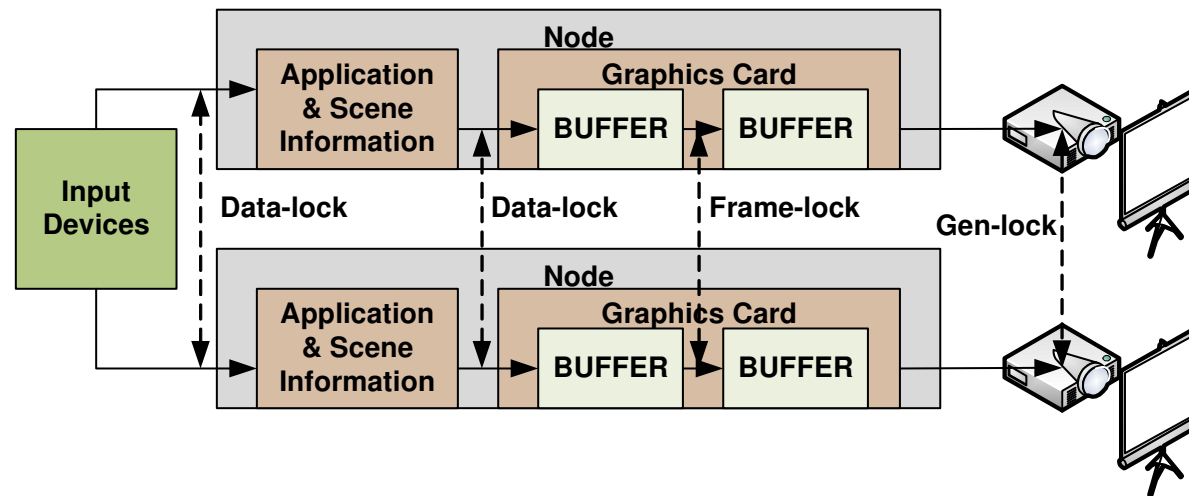 Node
Application
& Scene
Information
Graphics Card
BUFFER
BUFFER
Input
Devices
Data-lock
Data-lock
Frame-lock
Gen-lock
Node
Application
& Scene
Information
Graphics Card
BUFFER
BUFFER